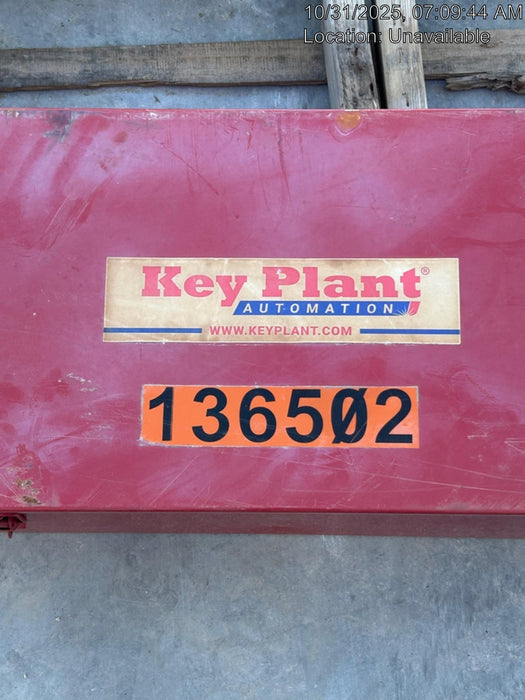 10/31/2025, 07:09:44 AM
Location: Unavailable
Key Plant®
AUTOMATION
WWW.KEYPLANT.COM
136502